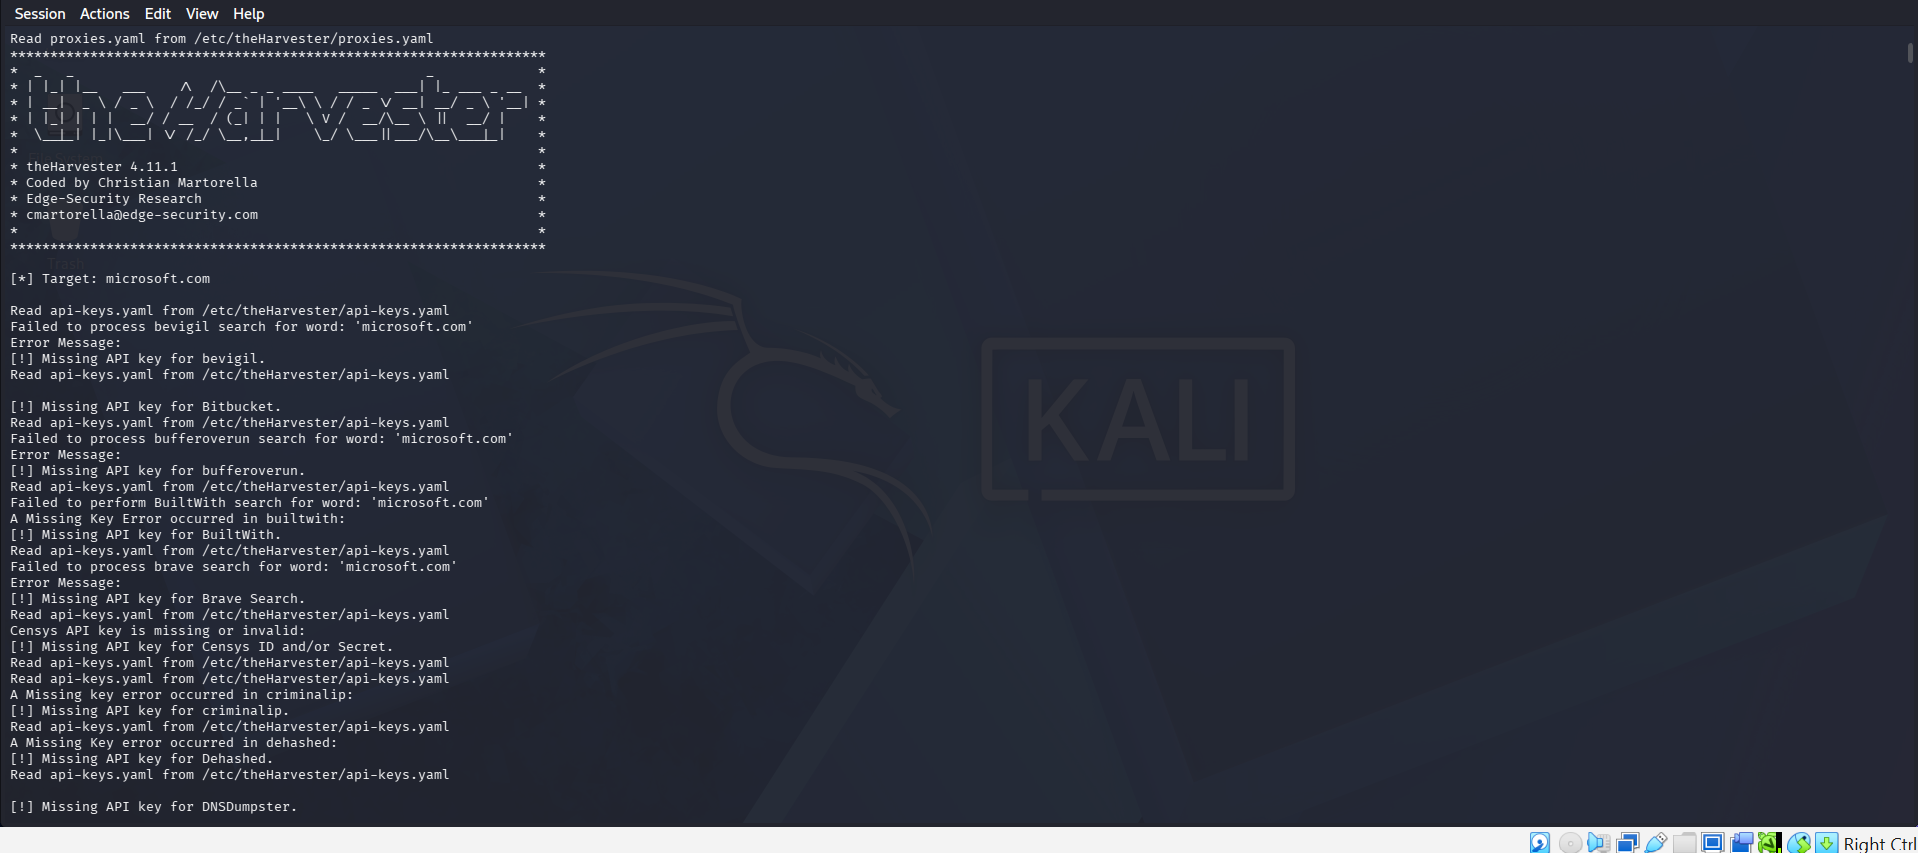 Session Actions Edit View Help
Read proxies.yaml from /etc/theHarvester/proxies.yaml
*******************************************************************
theHarvester
* theHarvester 4.11.1 *
* Coded by Christian Martorella *
* Edge-Security Research *
* cmartorella@edge-security.com *
* *
*******************************************************************
Trash
[*] Target: microsoft.com
Read api-keys.yaml from /etc/theHarvester/api-keys.yaml
Failed to process bevigil search for word: 'microsoft.com'
Error Message:
[!] Missing API key for bevigil.
Read api-keys.yaml from /etc/theHarvester/api-keys.yaml
[!] Missing API key for Bitbucket.
Read api-keys.yaml from /etc/theHarvester/api-keys.yaml
Failed to process bufferoverun search for word: 'microsoft.com'
Error Message:
[!] Missing API key for bufferoverun.
Read api-keys.yaml from /etc/theHarvester/api-keys.yaml
Failed to perform BuiltWith search for word: 'microsoft.com'
A Missing Key Error occurred in builtwith:
[!] Missing API key for BuiltWith.
Read api-keys.yaml from /etc/theHarvester/api-keys.yaml
Failed to process brave search for word: 'microsoft.com'
Error Message:
[!] Missing API key for Brave Search.
Read api-keys.yaml from /etc/theHarvester/api-keys.yaml
Censys API key is missing or invalid:
[!] Missing API key for Censys ID and/or Secret.
Read api-keys.yaml from /etc/theHarvester/api-keys.yaml
Read api-keys.yaml from /etc/theHarvester/api-keys.yaml
A Missing key error occurred in criminalip:
[!] Missing API key for criminalip.
Read api-keys.yaml from /etc/theHarvester/api-keys.yaml
A Missing Key error occurred in dehashed:
[!] Missing API key for Dehashed.
Read api-keys.yaml from /etc/theHarvester/api-keys.yaml
[!] Missing API key for DNSDumpster.
KALI
Right Ctrl